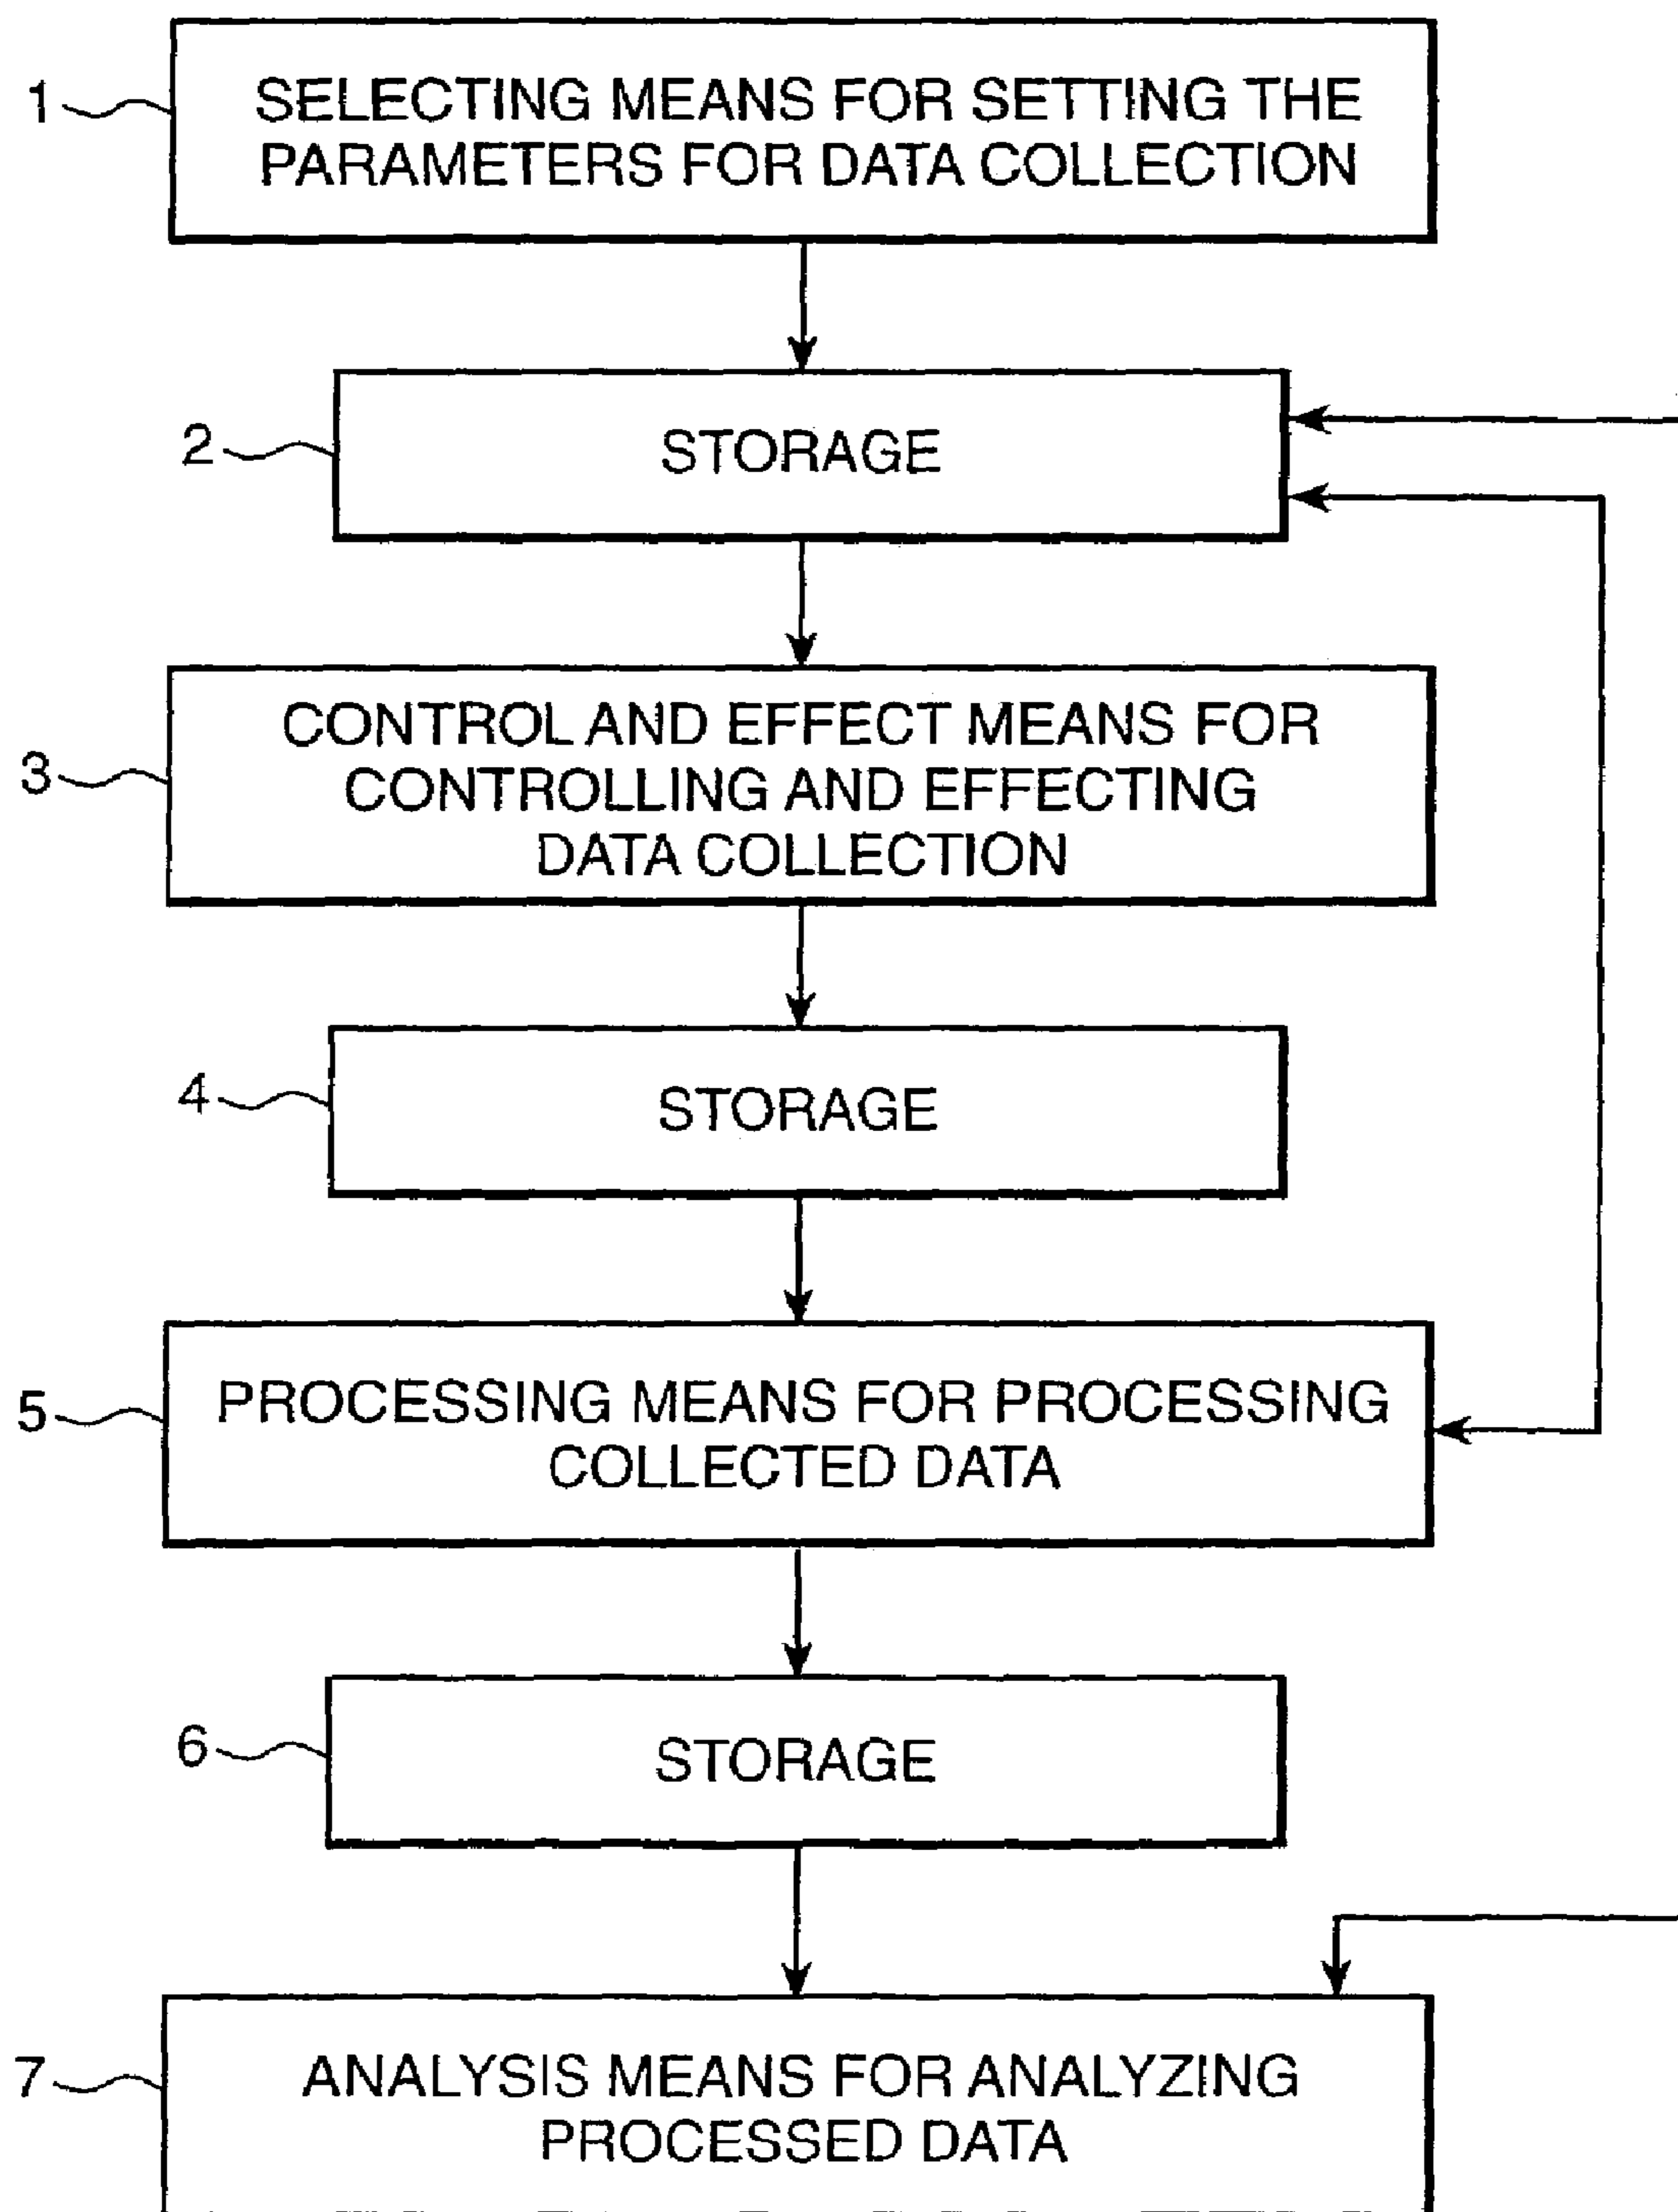 1
SELECTING MEANS FOR SETTING THE
PARAMETERS FOR DATA COLLECTION
2
STORAGE
3
CONTROL AND EFFECT MEANS FOR
CONTROLLING AND EFFECTING
DATA COLLECTION
4
STORAGE
5
PROCESSING MEANS FOR PROCESSING
COLLECTED DATA
6
STORAGE
7
ANALYSIS MEANS FOR ANALYZING
PROCESSED DATA